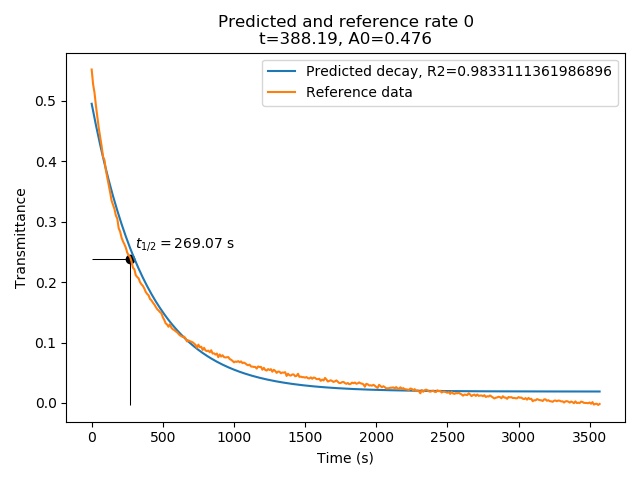 Predicted and reference rate 0
t=388.19, A0=0.476
Predicted decay, R2=0.9833111361986896
Reference data
0.5
0.4
0.3
0.2
0.1
0.0
Transmittance
t1/2 = 269.07 s
0 500 1000 1500 2000 2500 3000 3500
Time (s)